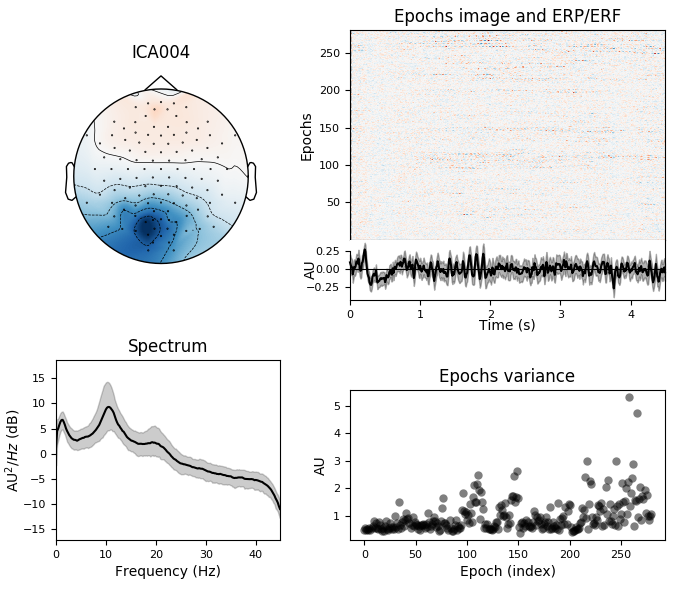 ICA004
Epochs image and ERP/ERF
250
200
150
100
50
Epochs
0.25
0.00
−0.25
AU
0 1 2 3 4
Time (s)
Spectrum
15
10
5
0
−5
−10
−15
AU²/Hz (dB)
0 10 20 30 40
Frequency (Hz)
Epochs variance
5
4
3
2
1
AU
0 50 100 150 200 250
Epoch (index)